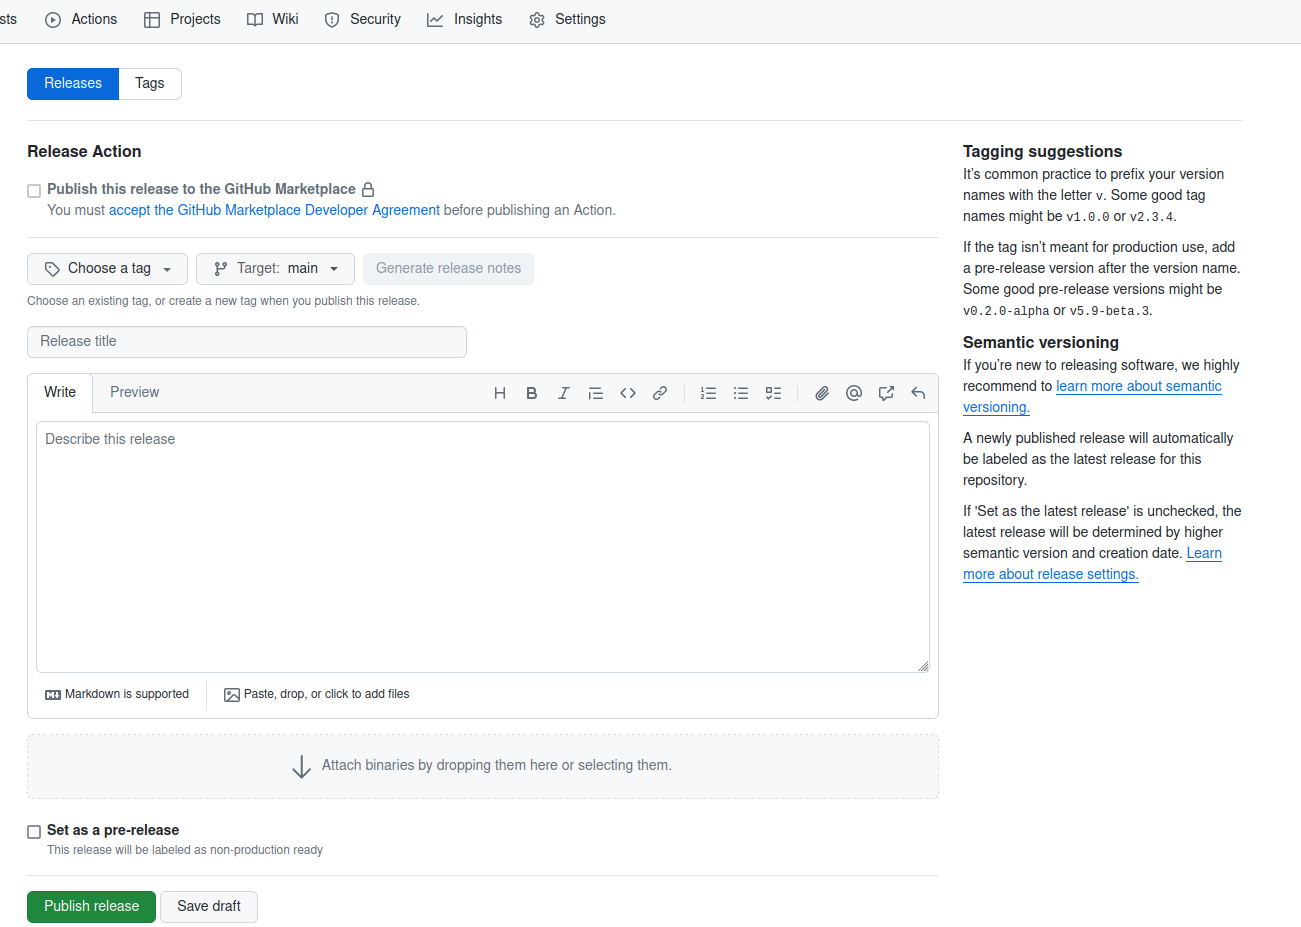 sts Actions Projects Wiki Security Insights Settings
Releases Tags
Release Action
Publish this release to the GitHub Marketplace
You must accept the GitHub Marketplace Developer Agreement before publishing an Action.
Choose a tag Target: main Generate release notes
Choose an existing tag, or create a new tag when you publish this release.
Release title
Write Preview
Describe this release
Markdown is supported Paste, drop, or click to add files
Attach binaries by dropping them here or selecting them.
Set as a pre-release
This release will be labeled as non-production ready
Publish release Save draft
Tagging suggestions
It's common practice to prefix your version
names with the letter v. Some good tag
names might be v1.0.0 or v2.3.4.
If the tag isn't meant for production use, add
a pre-release version after the version name.
Some good pre-release versions might be
v0.2.0-alpha or v5.9-beta.3.
Semantic versioning
If you're new to releasing software, we highly
recommend to learn more about semantic
versioning.
A newly published release will automatically
be labeled as the latest release for this
repository.
If 'Set as the latest release' is unchecked, the
latest release will be determined by higher
semantic version and creation date. Learn
more about release settings.